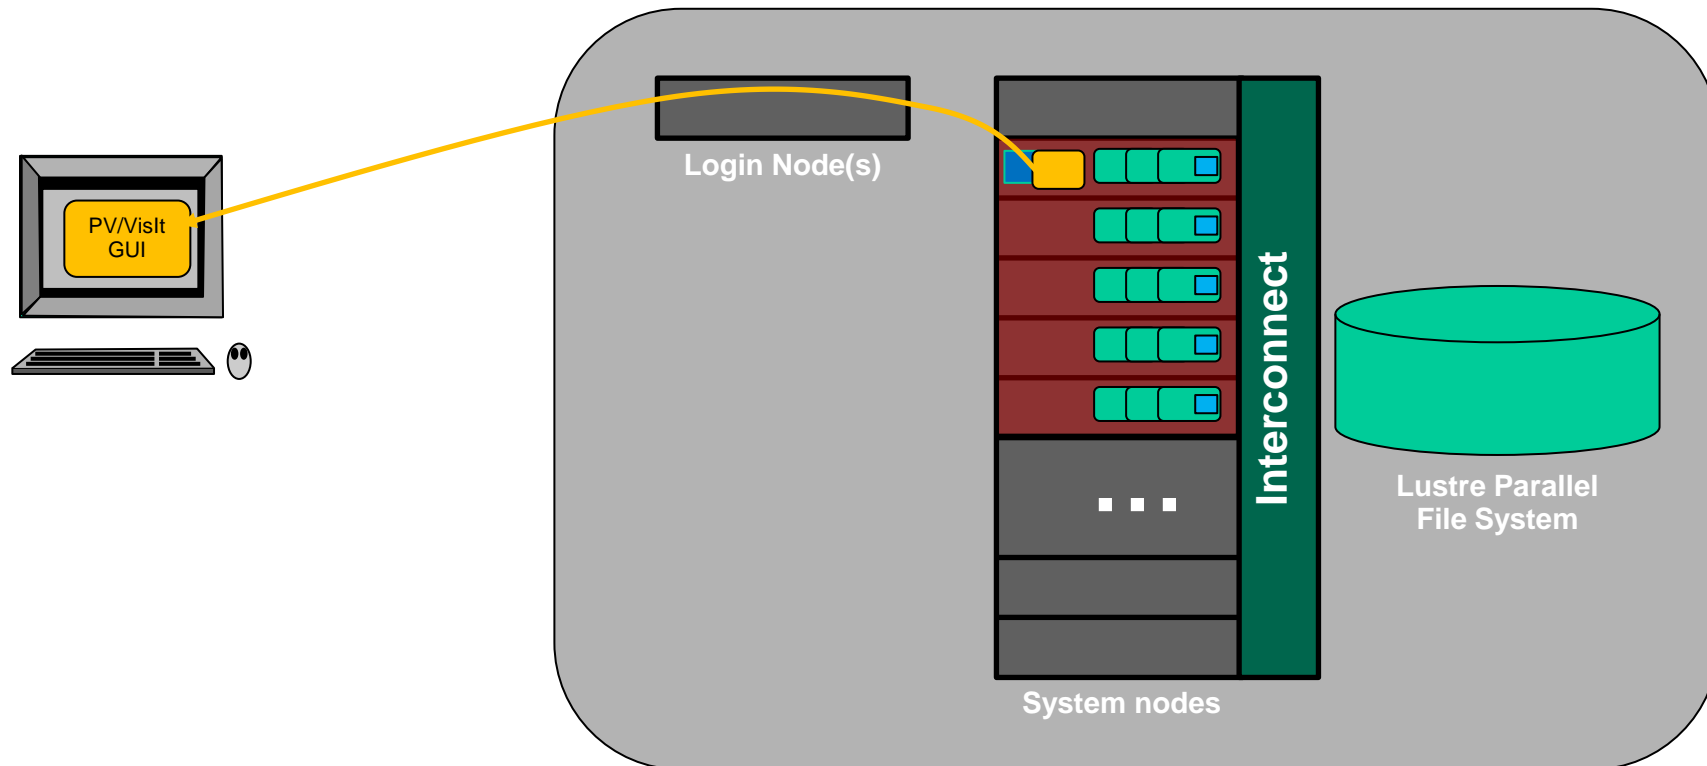 PV/VisIt
GUI
Login Node(s)
Interconnect
...
Lustre Parallel
File System
System nodes